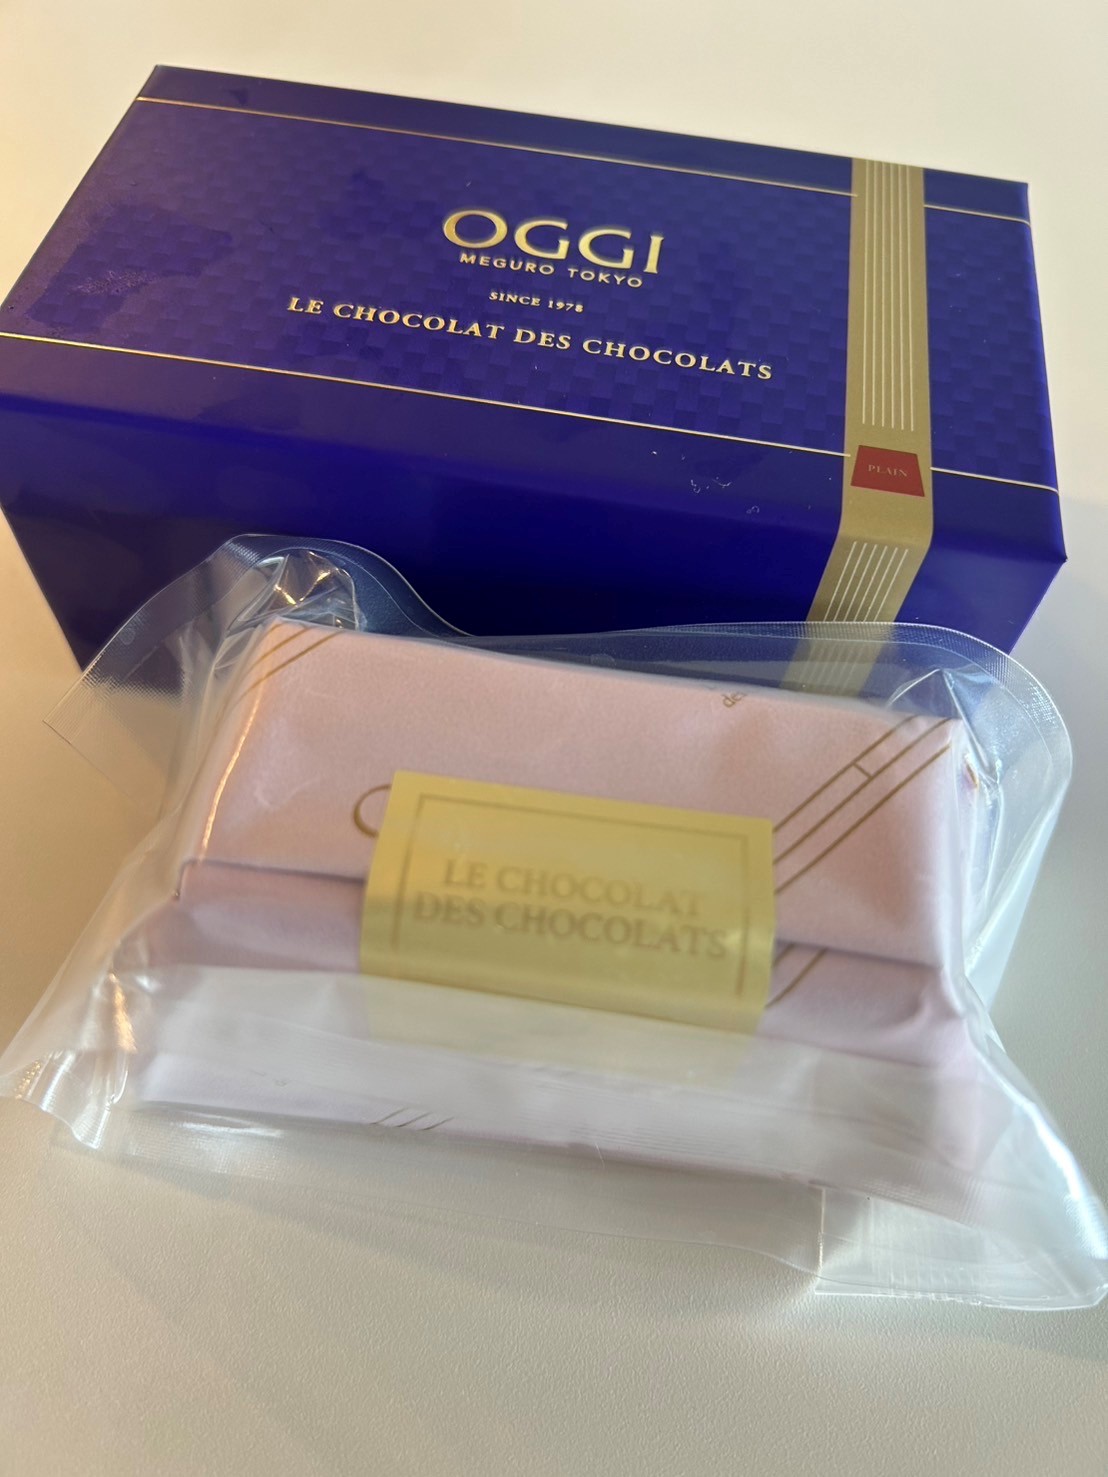 OGGI
MEGURO TOKYO
SINCE 1978
LE CHOCOLAT DES CHOCOLATS
PLAIN
LE CHOCOLAT
DES CHOCOLATS